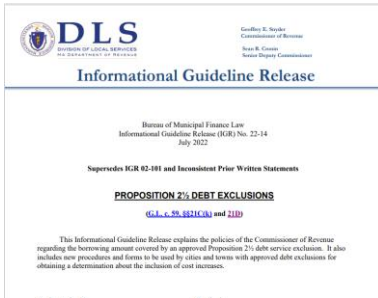 DLS
DIVISION OF LOCAL SERVICES
MA DEPARTMENT OF REVENUE
Geoffrey E. Snyder
Commissioner of Revenue
Sean R. Cronin
Senior Deputy Commissioner
Informational Guideline Release
Bureau of Municipal Finance Law
Informational Guideline Release (IGR) No. 22-14
July 2022
Supersedes IGR 02-101 and Inconsistent Prior Written Statements
PROPOSITION 2½ DEBT EXCLUSIONS
(G.L. c. 59, §§21C(k) and 21D)
This Informational Guideline Release explains the policies of the Commissioner of Revenue
regarding the borrowing amount covered by an approved Proposition 2½ debt service exclusion. It also
includes new procedures and forms to be used by cities and towns with approved debt exclusions for
obtaining a determination about the inclusion of cost increases.